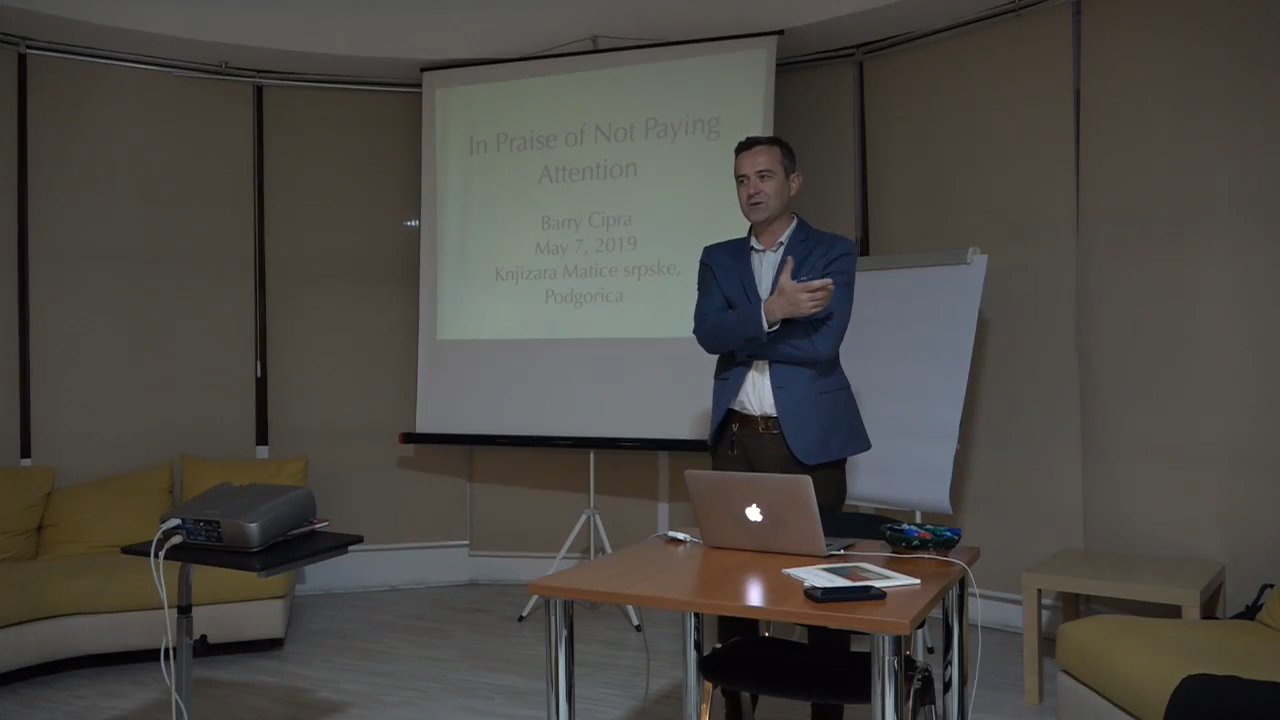 In Praise of Not Paying
Attention
Barry Cipra
May 7, 2019
Knjizara Matice srpske,
Podgorica